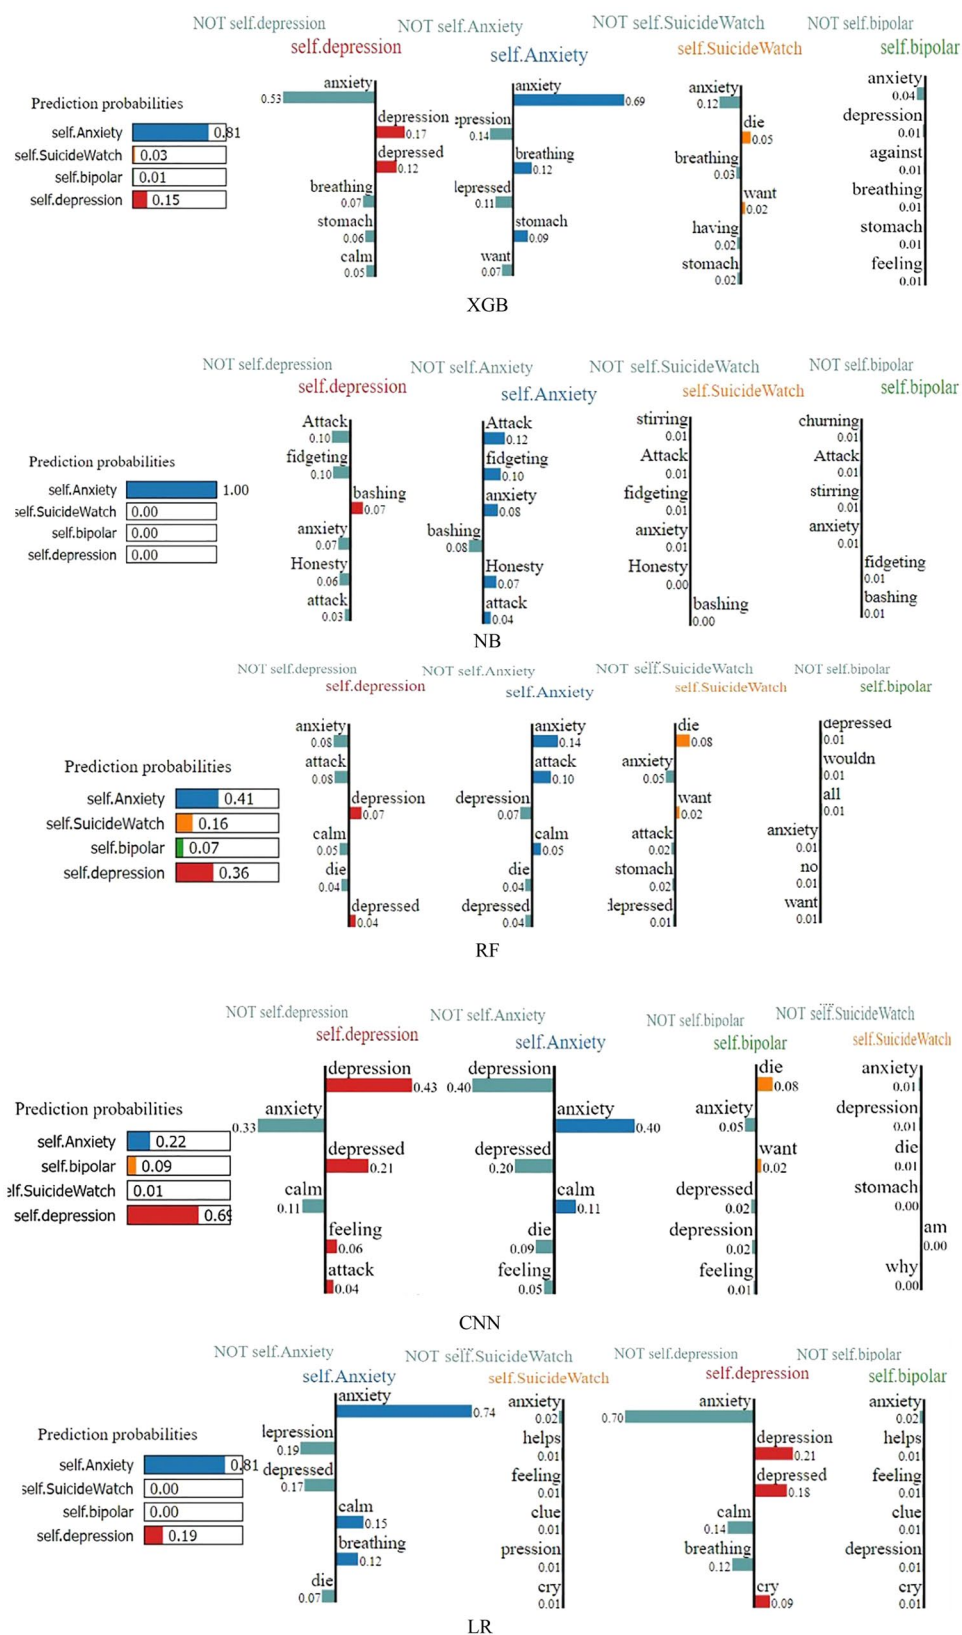 NOT self.depression
self.depression
NOT self.Anxiety
self.Anxiety
NOT self.SuicideWatch
self.SuicideWatch
NOT self.bipolar
self.bipolar
Prediction probabilities
self.Anxiety 0.81
self.SuicideWatch 0.03
self.bipolar 0.01
self.depression 0.15
anxiety
0.53
depression
0.17
depressed
0.12
breathing
0.07
stomach
0.06
calm
0.05
anxiety
0.69
pression
0.14
breathing
0.12
lepressed
0.11
stomach
0.09
want
0.07
anxiety
0.12
die
0.05
breathing
0.03
want
0.02
having
0.02
stomach
0.02
anxiety
0.04
depression
0.01
against
0.01
breathing
0.01
stomach
0.01
feeling
0.01
XGB
NOT self.depression
self.depression
NOT self.Anxiety
self.Anxiety
NOT self.SuicideWatch
self.SuicideWatch
NOT self.bipolar
self.bipolar
Prediction probabilities
self.Anxiety 1.00
self.SuicideWatch 0.00
self.bipolar 0.00
self.depression 0.00
Attack
0.10
fidgeting
0.10
bashing
0.07
anxiety
0.07
Honesty
0.06
attack
0.03
Attack
0.12
fidgeting
0.10
anxiety
0.08
bashing
0.08
Honesty
0.07
attack
0.04
stirring
0.01
Attack
0.01
fidgeting
0.01
anxiety
0.01
Honesty
0.00
bashing
0.00
churning
0.01
Attack
0.01
stirring
0.01
anxiety
0.01
fidgeting
0.01
bashing
0.01
NB
NOT self.depression
self.depression
NOT self.Anxiety
self.Anxiety
NOT self.SuicideWatch
self.SuicideWatch
NOT self.bipolar
self.bipolar
Prediction probabilities
self.Anxiety 0.41
self.SuicideWatch 0.16
self.bipolar 0.07
self.depression 0.36
anxiety
0.08
attack
0.08
depression
0.07
calm
0.05
die
0.04
depressed
0.04
anxiety
0.14
attack
0.10
depression
0.07
calm
0.05
die
0.04
depressed
0.04
die
0.08
anxiety
0.05
want
0.02
attack
0.02
stomach
0.02
depressed
0.01
depressed
0.01
wouldn
0.01
all
0.01
anxiety
0.01
no
0.01
want
0.01
RF
NOT self.depression
self.depression
NOT self.Anxiety
self.Anxiety
NOT self.bipolar
self.bipolar
NOT self.SuicideWatch
self.SuicideWatch
Prediction probabilities
self.Anxiety 0.22
self.bipolar 0.09
elf.SuicideWatch 0.01
self.depression 0.69
depression
0.43
anxiety
0.33
depressed
0.21
calm
0.11
feeling
0.06
attack
0.04
depression
0.40
anxiety
0.40
depressed
0.20
calm
0.11
die
0.09
feeling
0.05
die
0.08
anxiety
0.05
want
0.02
depressed
0.02
depression
0.02
feeling
0.01
anxiety
0.01
depression
0.01
die
0.01
stomach
0.00
am
0.00
why
0.00
CNN
NOT self.Anxiety
self.Anxiety
NOT self.SuicideWatch
self.SuicideWatch
NOT self.depression
self.depression
NOT self.bipolar
self.bipolar
Prediction probabilities
self.Anxiety 0.81
self.SuicideWatch 0.00
self.bipolar 0.00
self.depression 0.19
anxiety
0.74
lepression
0.19
depressed
0.17
calm
0.15
breathing
0.12
die
0.07
anxiety
0.02
helps
0.01
feeling
0.01
clue
0.01
pression
0.01
cry
0.01
anxiety
0.70
depression
0.21
depressed
0.18
calm
0.14
breathing
0.12
cry
0.09
anxiety
0.02
helps
0.01
feeling
0.01
clue
0.01
depression
0.01
cry
0.01
LR